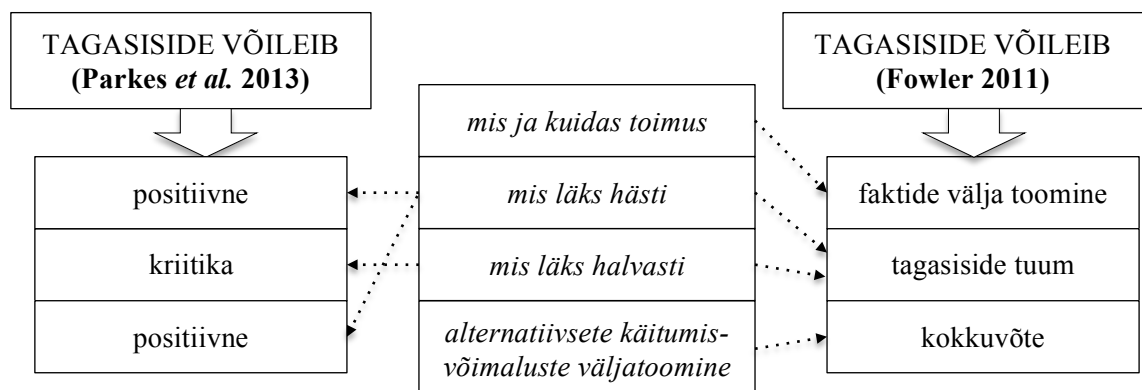 TAGASISIDE VÕILEIB
(Parkes et al. 2013)
positiivne
kriitika
positiivne
mis ja kuidas toimus
mis läks hästi
mis läks halvasti
alternatiivsete käitumis-
võimaluste väljatoomine
TAGASISIDE VÕILEIB
(Fowler 2011)
faktide välja toomine
tagasiside tuum
kokkuvõte